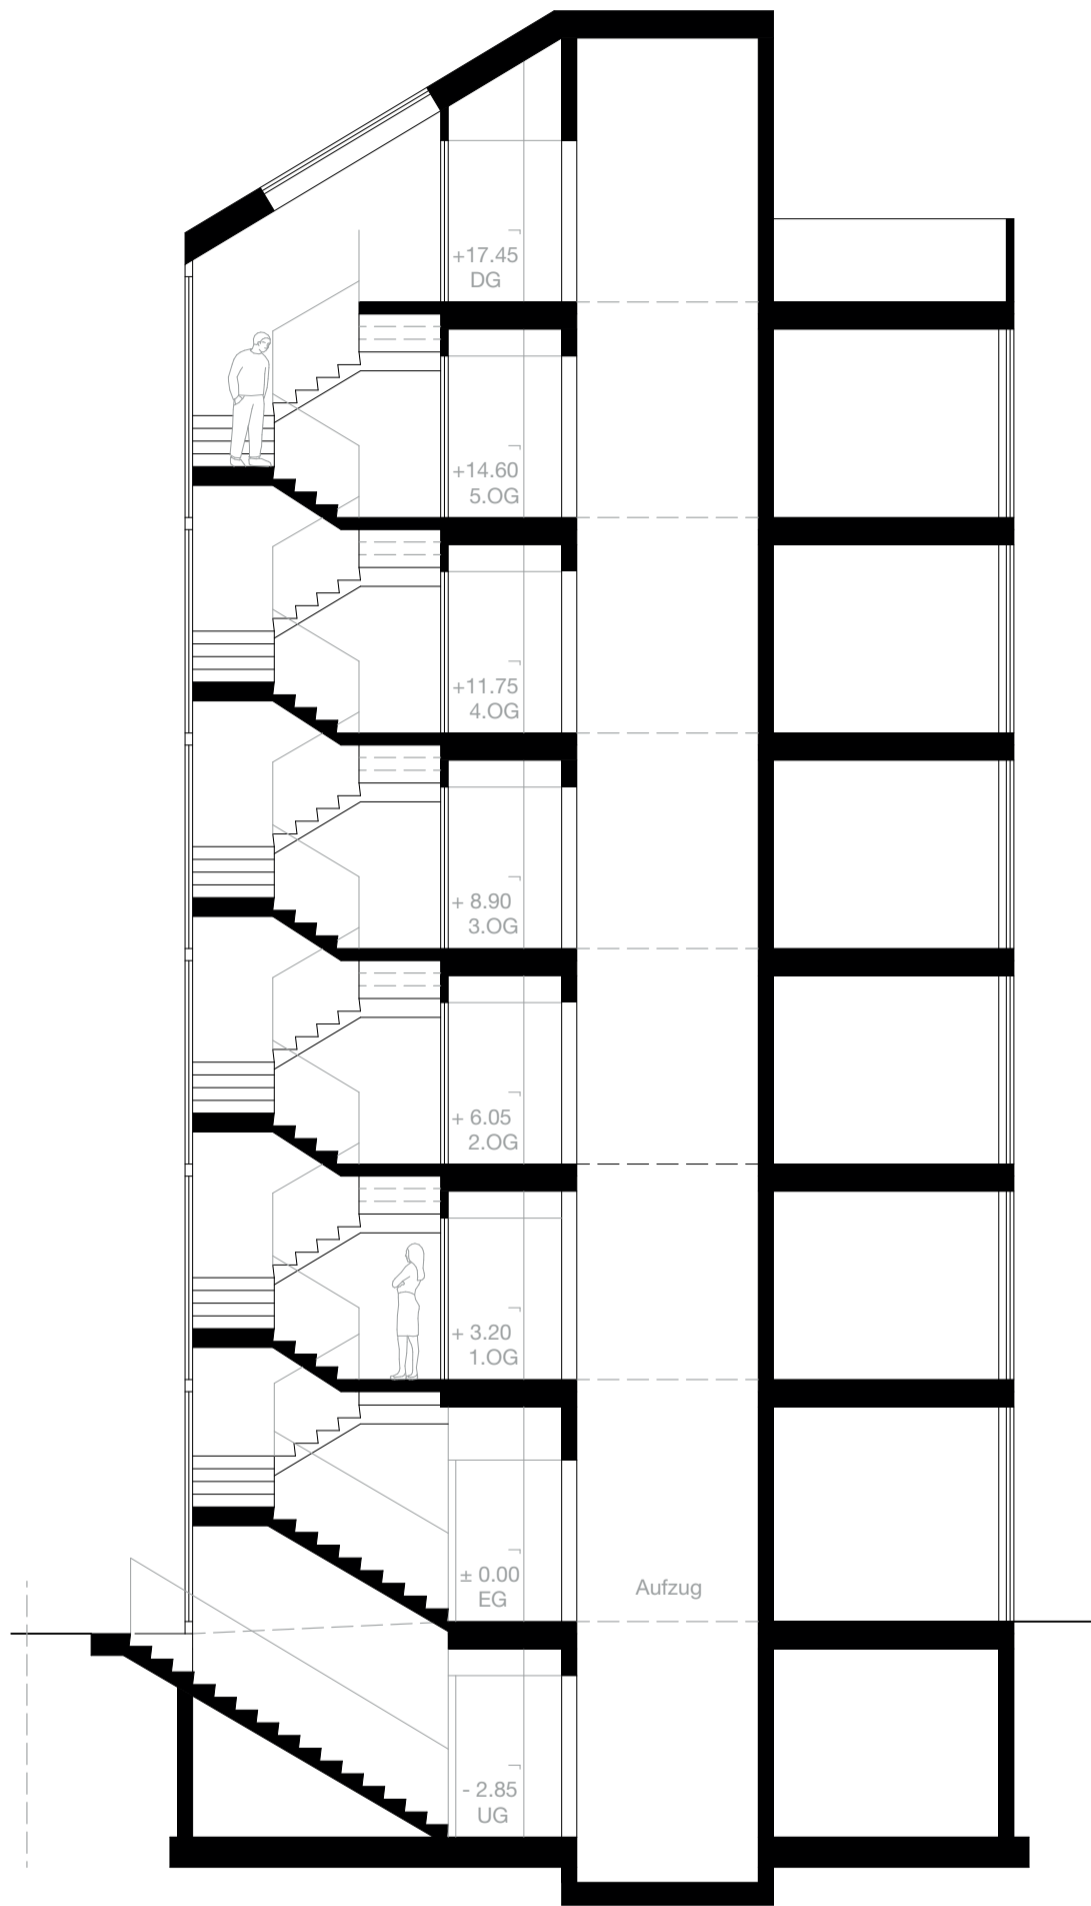 +17.45
DG
+14.60
5.OG
+11.75
4.OG
+ 8.90
3.OG
+ 6.05
2.OG
+ 3.20
1.OG
± 0.00
EG
Aufzug
- 2.85
UG